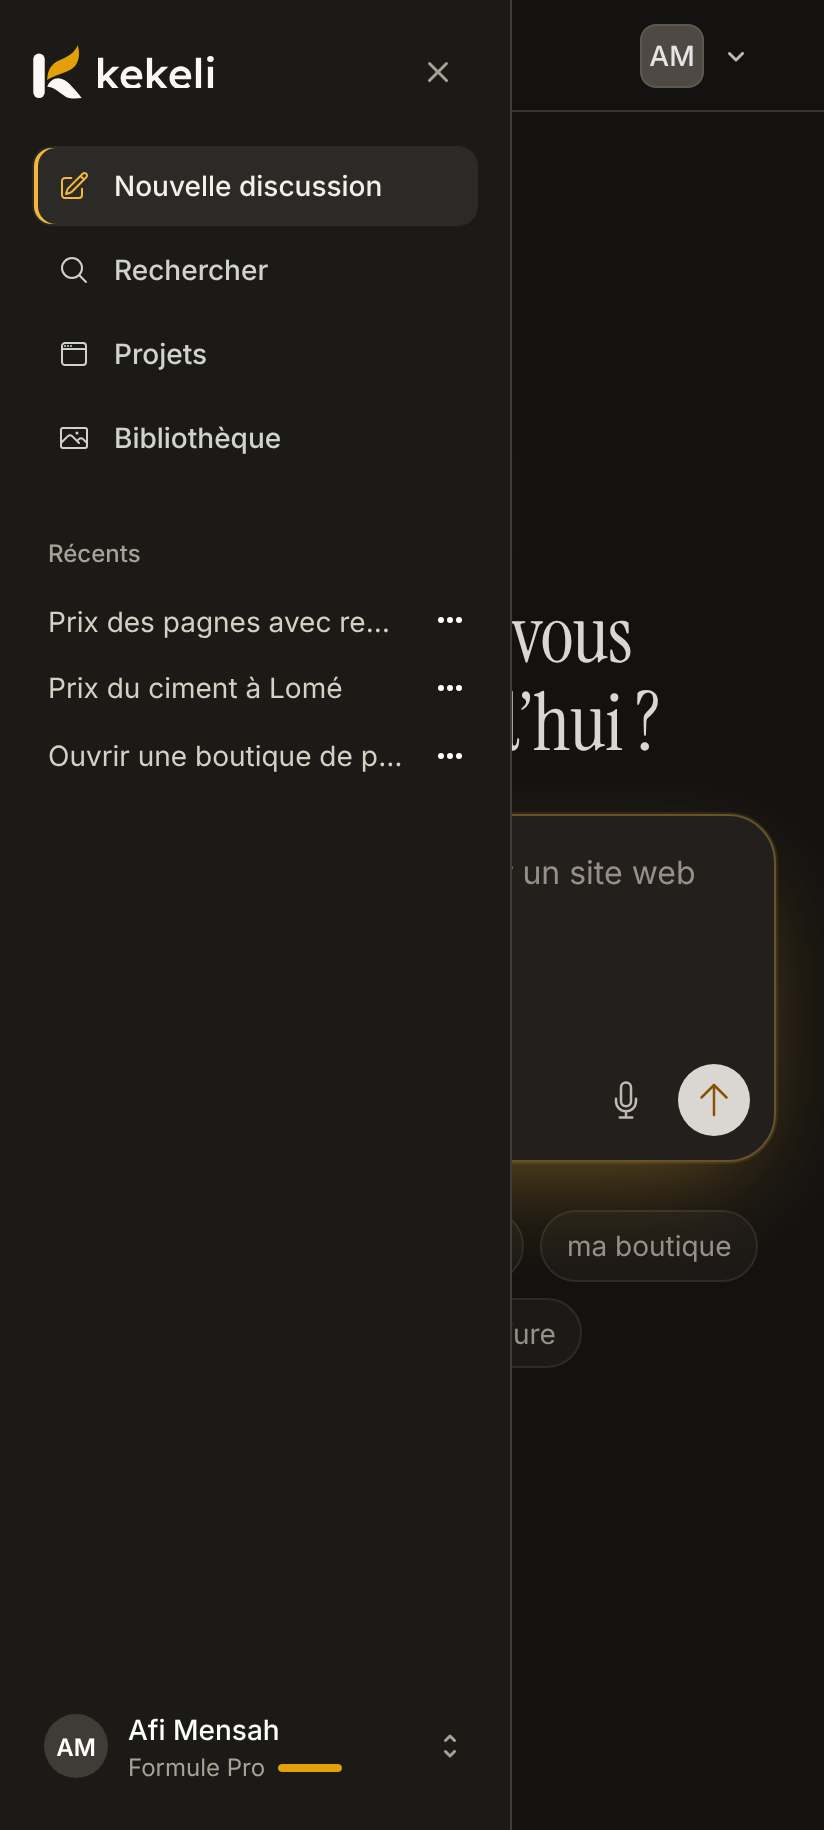 kekeli
AM
Nouvelle discussion
Rechercher
Projets
Bibliothèque
Récents
Prix des pagnes avec re...
Prix du ciment à Lomé
Ouvrir une boutique de p...
vous
’hui ?
un site web
ma boutique
ure
AM
Afi Mensah
Formule Pro